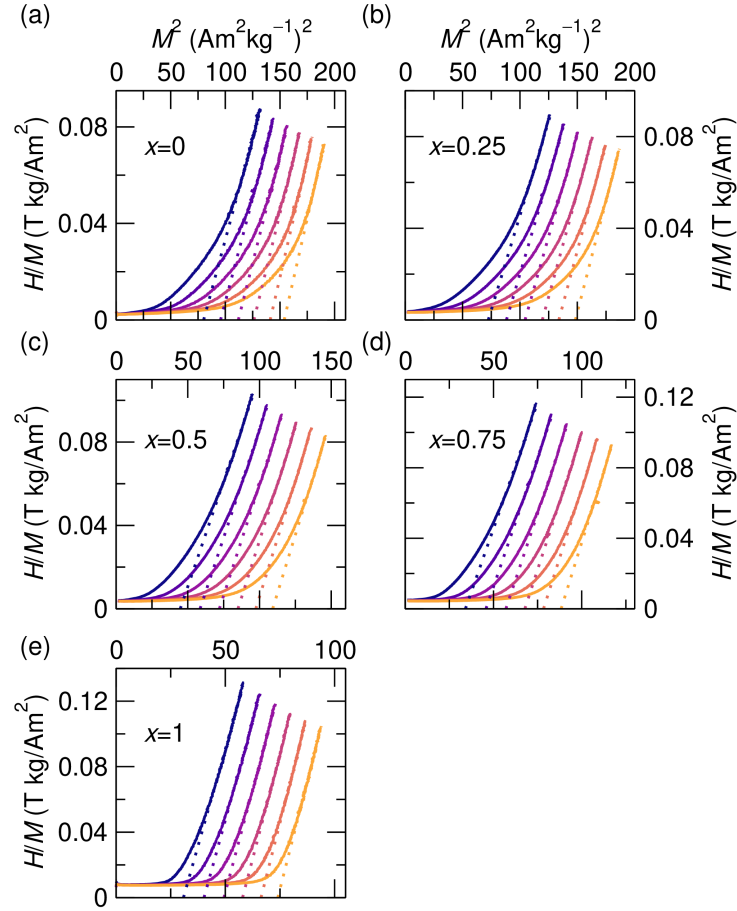 (a) (b)
M² (Am²kg⁻¹)² M² (Am²kg⁻¹)²
0 50 100 150 200 0 50 100 150 200
H/M (T kg/Am²) 0.08 0.04 0 x=0 x=0.25 0.08 0.04 0 H/M (T kg/Am²)
(c) 0 50 100 150 (d) 0 50 100
H/M (T kg/Am²) 0.08 0.04 0 x=0.5 x=0.75 0.12 0.08 0.04 0 H/M (T kg/Am²)
(e) 0 50 100
H/M (T kg/Am²) 0.12 0.08 0.04 0 x=1